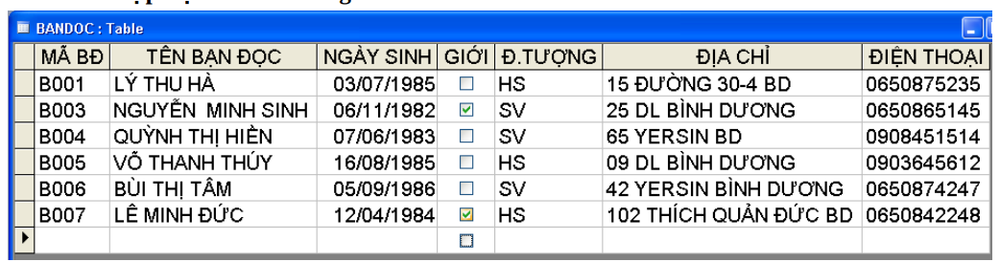 BANDOC : Table
MÃ BĐ TÊN BẠN ĐỌC NGÀY SINH GIỚI Đ.TƯỢNG ĐỊA CHỈ ĐIỆN THOẠI
B001 LÝ THU HÀ 03/07/1985 HS 15 ĐƯỜNG 30-4 BD 0650875235
B003 NGUYỄN MINH SINH 06/11/1982 SV 25 DL BÌNH DƯƠNG 0650865145
B004 QUỲNH THỊ HIỀN 07/06/1983 SV 65 YERSIN BD 0908451514
B005 VÕ THANH THÚY 16/08/1985 HS 09 DL BÌNH DƯƠNG 0903645612
B006 BÙI THỊ TÂM 05/09/1986 SV 42 YERSIN BÌNH DƯƠNG 0650874247
B007 LÊ MINH ĐỨC 12/04/1984 HS 102 THÍCH QUẢN ĐỨC BD 0650842248